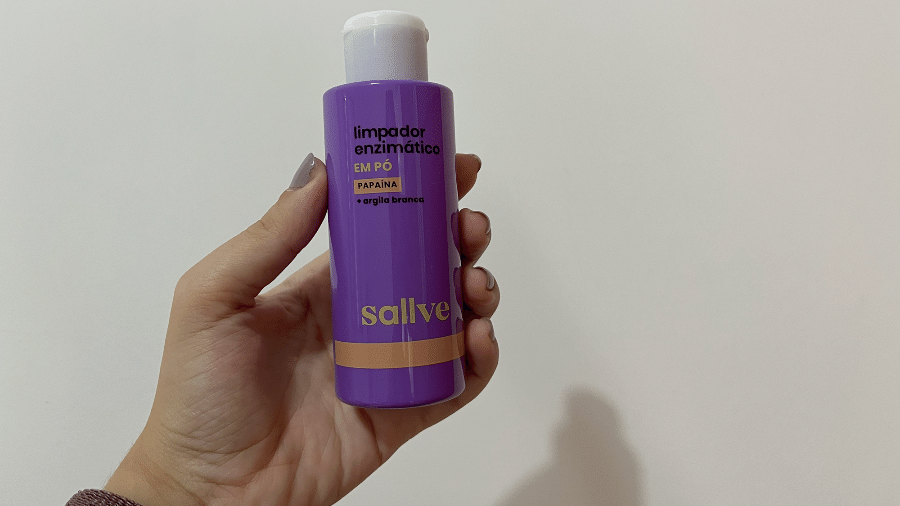 limpador
enzimático
EM PÓ
PAPAÍNA
+ argila branca
sallve